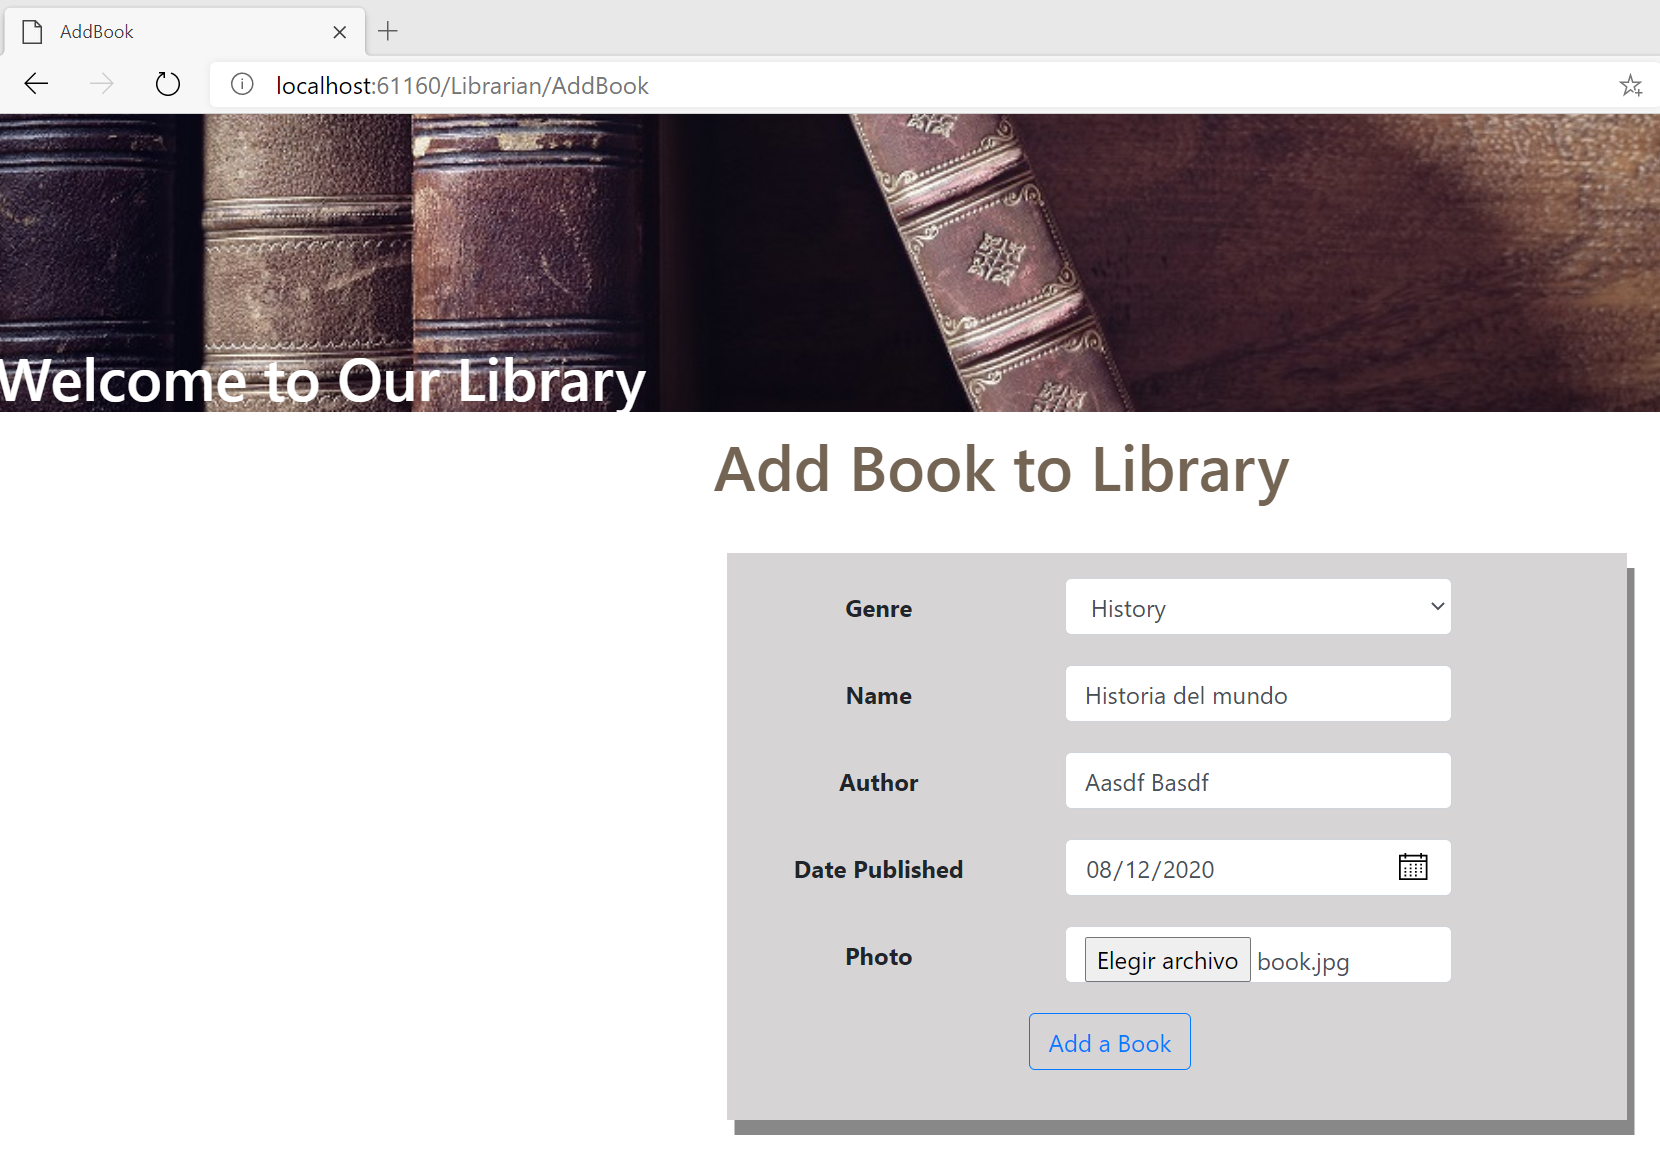 AddBook
localhost:61160/Librarian/AddBook
Welcome to Our Library
Add Book to Library
Genre History
Name Historia del mundo
Author Aasdf Basdf
Date Published 08/12/2020
Photo Elegir archivo book.jpg
Add a Book